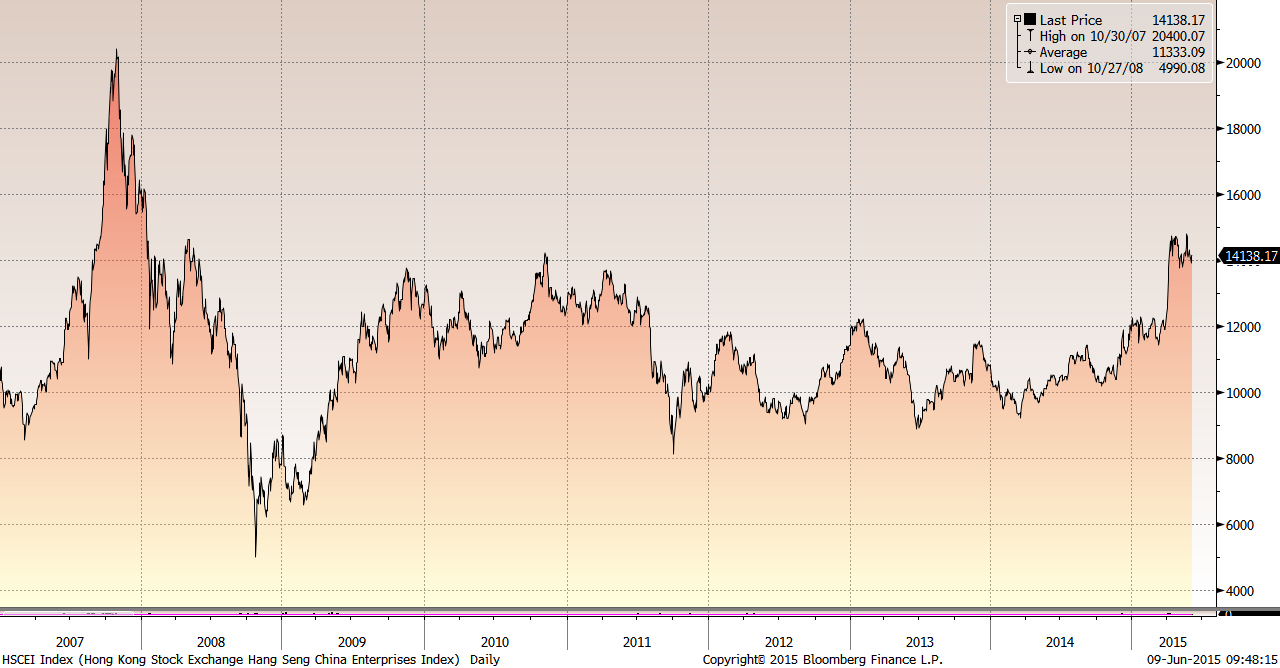 Last Price 14138.17
High on 10/30/07 20400.07
Average 11333.09
Low on 10/27/08 4990.08
20000
18000
16000
14138.17
12000
10000
8000
6000
4000
0
2007 2008 2009 2010 2011 2012 2013 2014 2015
HSCEI Index (Hong Kong Stock Exchange Hang Seng China Enterprises Index) Daily Copyright© 2015 Bloomberg Finance L.P. 09-Jun-2015 09:48:15